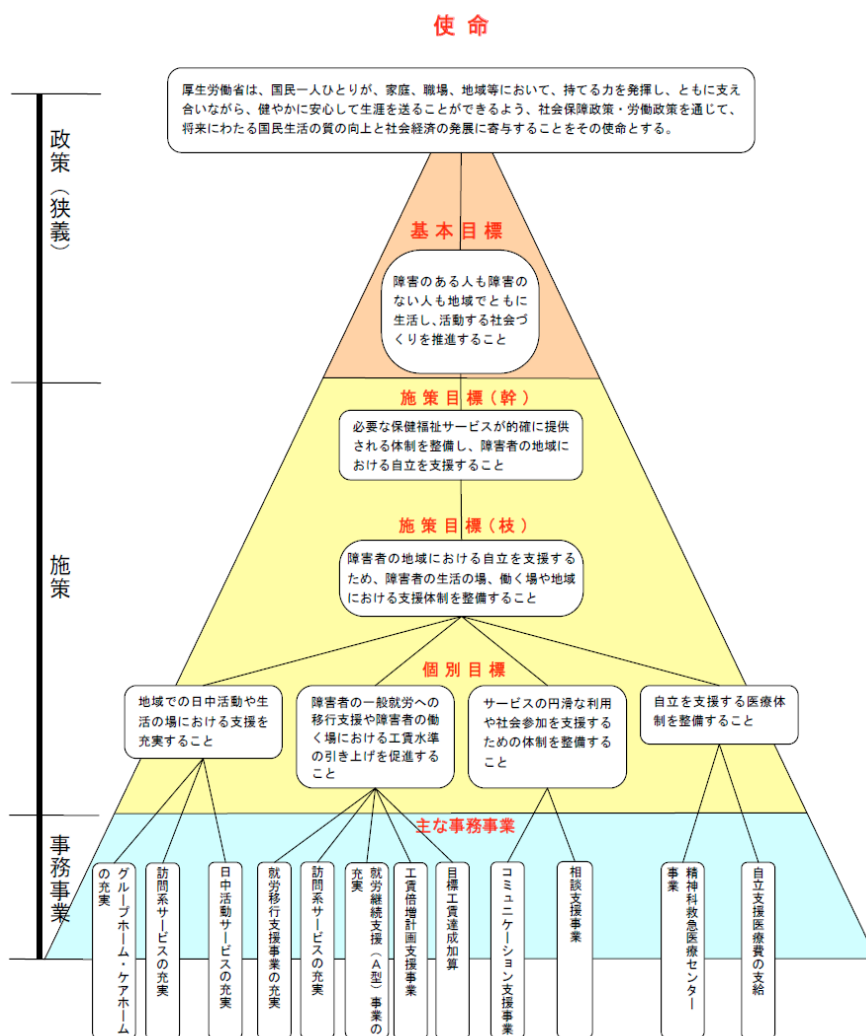 使命
厚生労働省は、国民一人ひとりが、家庭、職場、地域等において、持てる力を発揮し、ともに支え
合いながら、健やかに安心して生涯を送ることができるよう、社会保障政策・労働政策を通じて、
将来にわたる国民生活の質の向上と社会経済の発展に寄与することをその使命とする。
政策(狭義)
基本目標
障害のある人も障害の
ない人も地域でともに
生活し、活動する社会づ
くりを推進すること
施策目標(幹)
必要な保健福祉サービスが的確に提供
される体制を整備し、障害者の地域に
おける自立を支援すること
施策目標(枝)
障害者の地域における自立を支援する
ため、障害者の生活の場、働く場や地域
における支援体制を整備すること
施策
個別目標
地域での日中活動や生
活の場における支援を
充実すること
障害者の一般就労への
移行支援や障害者の働
く場における工賃水準
の引き上げを促進する
こと
サービスの円滑な利用
や社会参加を支援する
ための体制を整備する
こと
自立を支援する医療体
制を整備すること
主な事務事業
事務事業
グループホーム・ケアホーム
の充実
訪問系サービスの充実
日中活動サービスの充実
就労移行支援事業の充実
訪問系サービスの充実
就労継続支援(A型)事業の
充実
工賃倍増計画支援事業
目標工賃達成加算
コミュニケーション支援事業
相談支援事業
精神科救急医療センター
事業
自立支援医療費の支給